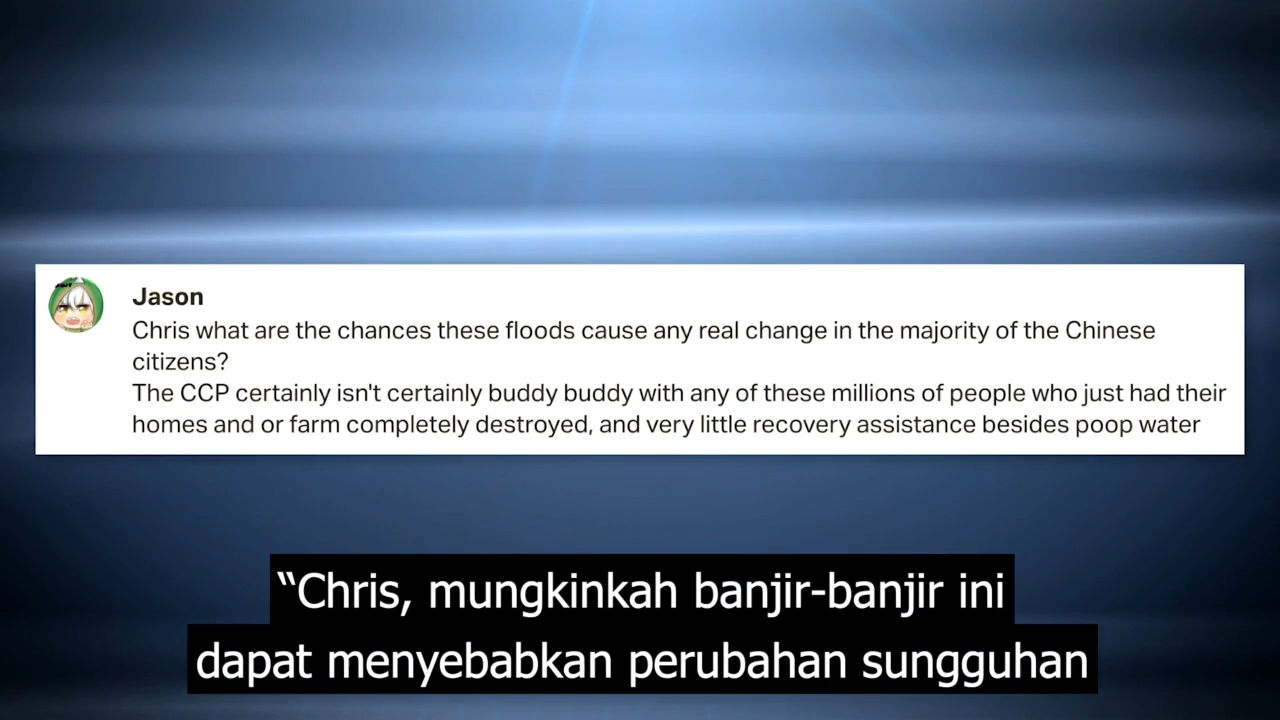 Jason
Chris what are the chances these floods cause any real change in the majority of the Chinese
citizens?
The CCP certainly isn't certainly buddy buddy with any of these millions of people who just had their
homes and or farm completely destroyed, and very little recovery assistance besides poop water
“Chris, mungkinkah banjir-banjir ini
dapat menyebabkan perubahan sungguhan